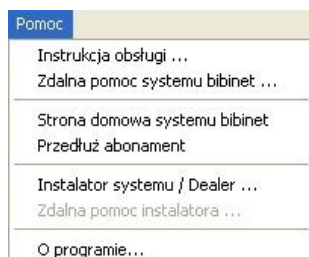 Pomoc
Instrukcja obsługi ...
Zdalna pomoc systemu bibinet ...
Strona domowa systemu bibinet
Przedłuż abonament
Instalator systemu / Dealer ...
Zdalna pomoc instalatora ...
O programie...